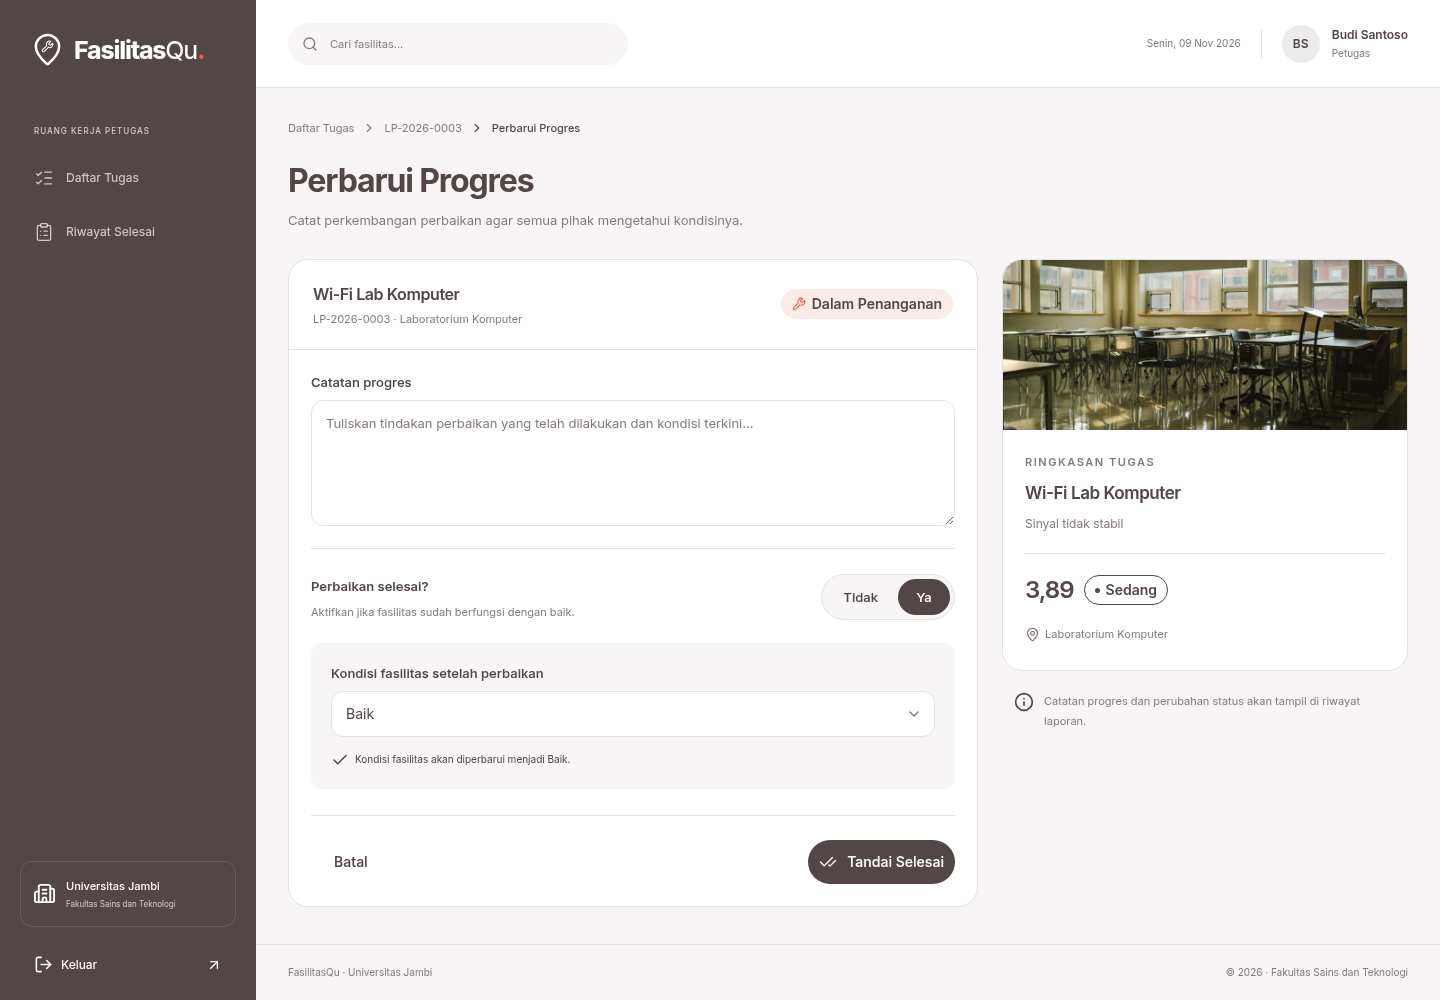 FasilitasQu.
Cari fasilitas...
Senin, 09 Nov 2026
BS
Budi Santoso
Petugas
RUANG KERJA PETUGAS
Daftar Tugas
Riwayat Selesai
Daftar Tugas > LP-2026-0003 > Perbarui Progres
Perbarui Progres
Catat perkembangan perbaikan agar semua pihak mengetahui kondisinya.
Wi-Fi Lab Komputer
LP-2026-0003 · Laboratorium Komputer
Dalam Penanganan
Catatan progres
Tuliskan tindakan perbaikan yang telah dilakukan dan kondisi terkini...
Perbaikan selesai?
Aktifkan jika fasilitas sudah berfungsi dengan baik.
Tidak
Ya
Kondisi fasilitas setelah perbaikan
Baik
Kondisi fasilitas akan diperbarui menjadi Baik.
Batal
Tandai Selesai
RINGKASAN TUGAS
Wi-Fi Lab Komputer
Sinyal tidak stabil
3,89
• Sedang
Laboratorium Komputer
Catatan progres dan perubahan status akan tampil di riwayat
laporan.
Universitas Jambi
Fakultas Sains dan Teknologi
Keluar
FasilitasQu · Universitas Jambi
© 2026 · Fakultas Sains dan Teknologi